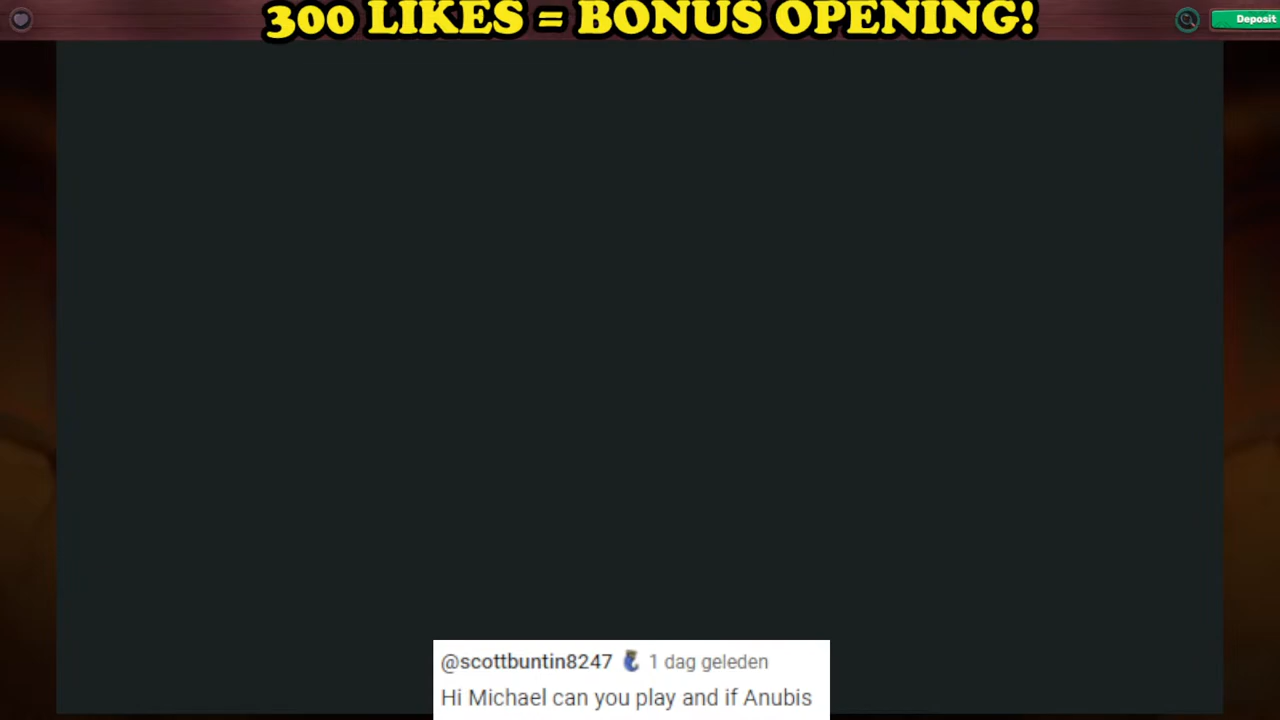 300 LIKES = BONUS OPENING!
Deposit
@scottbuntin8247 1 dag geleden
Hi Michael can you play and if Anubis